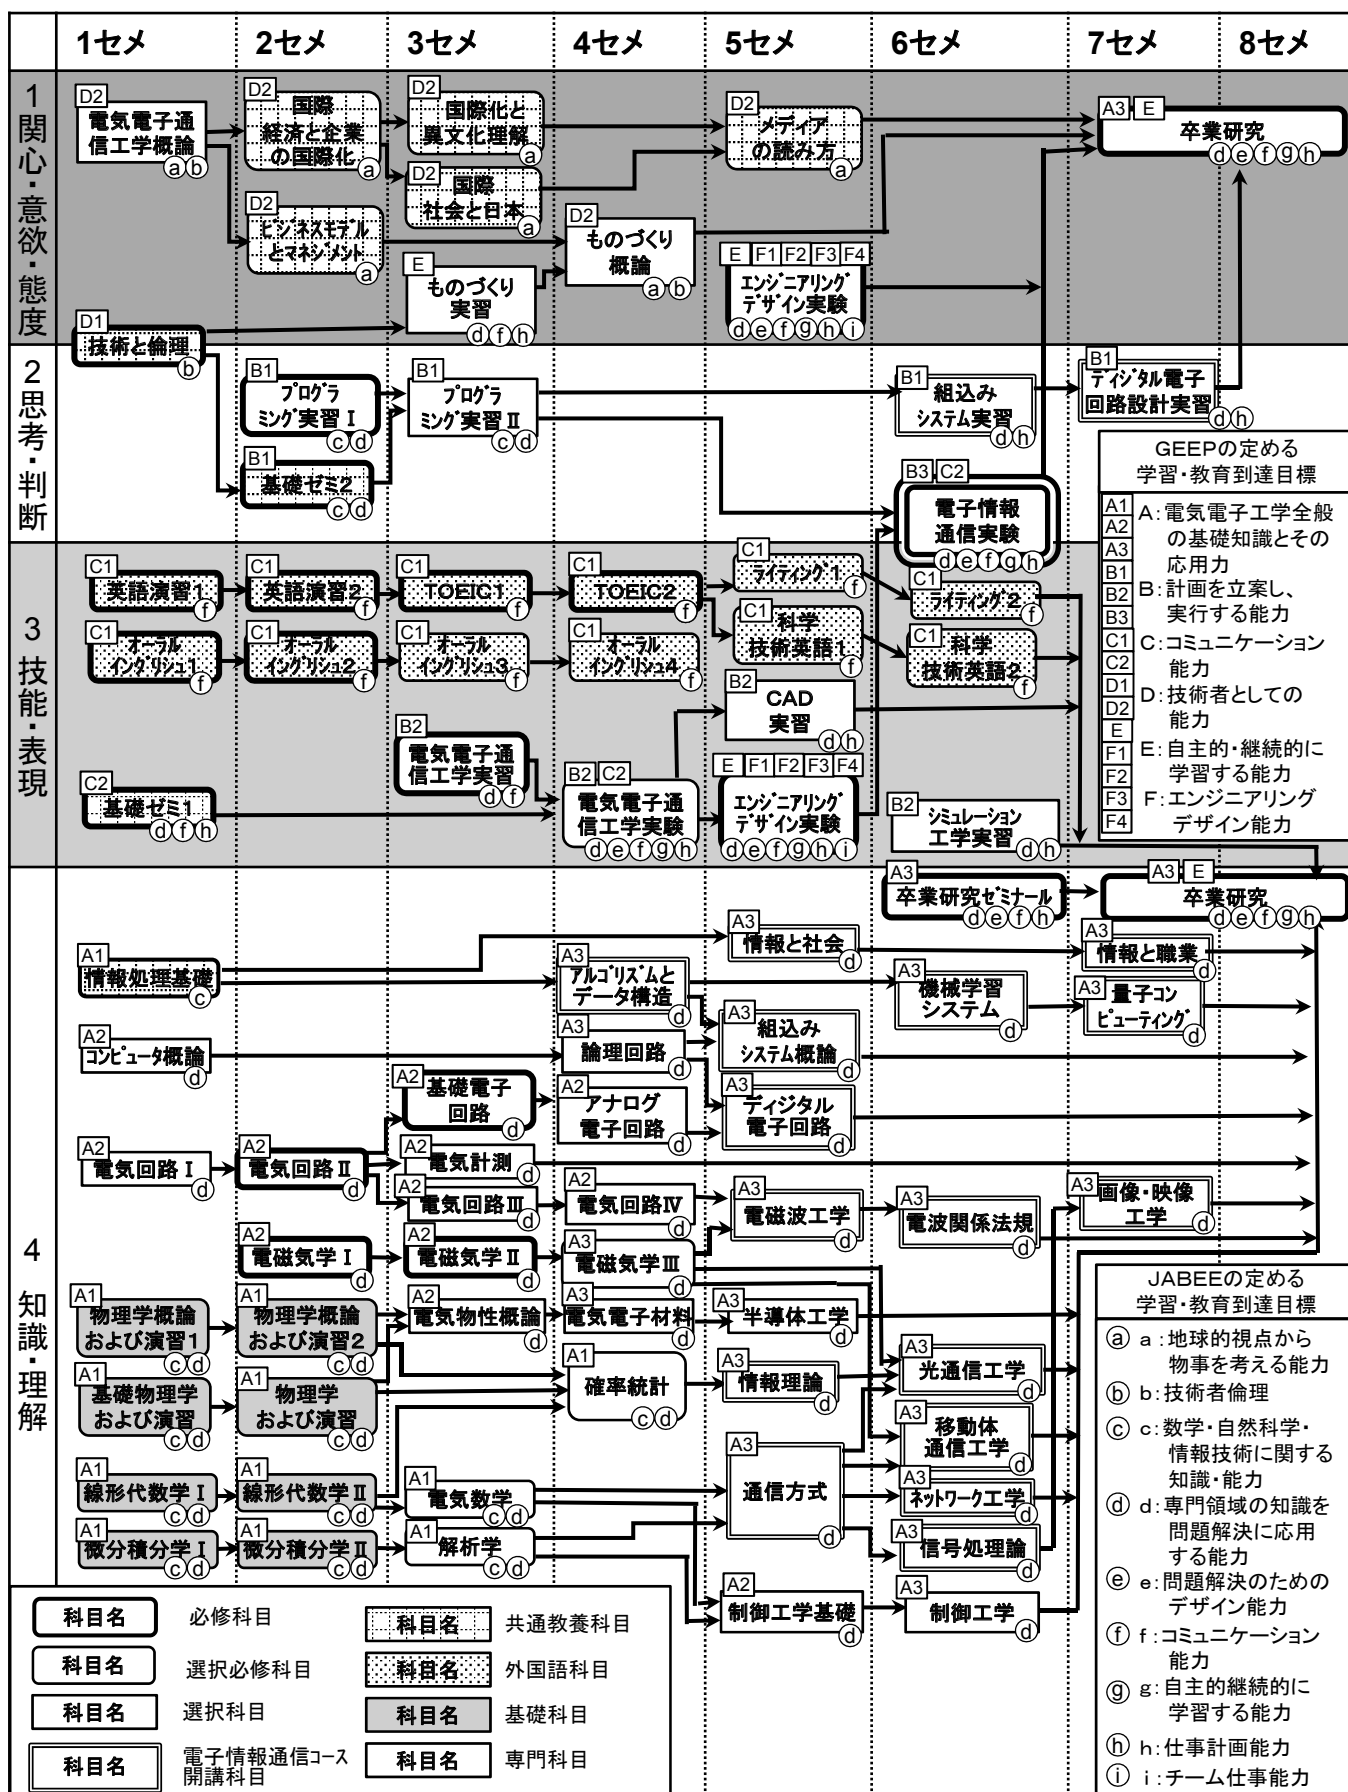 1セメ
2セメ
3セメ
4セメ
5セメ
6セメ
7セメ
8セメ
1関心・意欲・態度
D2
電気電子通
信工学概論
ab
D2
国際
経済と企業
の国際化
a
D2
国際化と
異文化理解
a
D2
国際
社会と日本
a
D2
ビジネスモデル
とマネジメント
a
D2
ものづくり
概論
ab
E
ものづくり
実習
dfh
D2
メディア
の読み方
a
E F1 F2 F3 F4
エンジニアリング
デザイン実験
defghi
A3 E
卒業研究
defgh
D1
技術と倫理
b
2思考・判断
B1
プログラ
ミング実習Ⅰ
cd
B1
プログラ
ミング実習Ⅱ
cd
B1
基礎ゼミ2
cd
B1
組込み
システム実習
dh
B1
ディジタル電子
回路設計実習
dh
B3 C2
電子情報
通信実験
defgh
3技能・表現
C1
英語演習1
f
C1
英語演習2
f
C1
TOEIC1
f
C1
TOEIC2
f
C1
ライティング1
f
C1
ライティング2
f
C1
オーラル
イングリシュ1
f
C1
オーラル
イングリシュ2
f
C1
オーラル
イングリシュ3
f
C1
オーラル
イングリシュ4
f
C1
科学
技術英語1
f
C1
科学
技術英語2
f
B2
CAD
実習
dh
B2
電気電子通
信工学実習
df
C2
基礎ゼミ1
dfh
B2 C2
電気電子通
信工学実験
defgh
E F1 F2 F3 F4
エンジニアリング
デザイン実験
defghi
B2
シミュレーション
工学実習
dh
GEEPの定める
学習・教育到達目標
A1
A2
A3
B1
B2
B3
C1
C2
D1
D2
E
F1
F2
F3
F4
A:電気電子工学全般
の基礎知識とその
応用力
B:計画を立案し、
実行する能力
C:コミュニケーション
能力
D:技術者としての
能力
E:自主的・継続的に
学習する能力
F:エンジニアリング
デザイン能力
4知識・理解
A3
卒業研究ゼミナール
defh
A3 E
卒業研究
defgh
A1
情報処理基礎
c
A3
情報と社会
d
A3
情報と職業
d
A3
アルゴリズムと
データ構造
d
A3
機械学習
システム
d
A3
量子コン
ピューティング
d
A2
コンピュータ概論
d
A3
論理回路
d
A3
組込み
システム概論
d
A2
基礎電子
回路
d
A2
アナログ
電子回路
d
A3
ディジタル
電子回路
d
A2
電気回路Ⅰ
d
A2
電気回路Ⅱ
d
A2
電気計測
d
A2
電気回路Ⅲ
d
A2
電気回路Ⅳ
d
A3
電磁波工学
d
A3
電波関係法規
d
A3
画像・映像
工学
d
A2
電磁気学Ⅰ
d
A2
電磁気学Ⅱ
d
A3
電磁気学Ⅲ
d
A1
物理学概論
および演習1
cd
A1
物理学概論
および演習2
cd
A2
電気物性概論
d
A3
電気電子材料
d
A3
半導体工学
d
A1
基礎物理学
および演習
cd
A1
物理学
および演習
cd
A1
確率統計
cd
A3
情報理論
d
A3
光通信工学
d
A3
移動体
通信工学
d
A1
線形代数学Ⅰ
cd
A1
線形代数学Ⅱ
cd
A1
電気数学
cd
A3
通信方式
d
A3
ネットワーク工学
d
A1
微分積分学Ⅰ
cd
A1
微分積分学Ⅱ
cd
A1
解析学
cd
A3
信号処理論
d
A2
制御工学基礎
d
A3
制御工学
d
JABEEの定める
学習・教育到達目標
a a:地球的視点から
物事を考える能力
b b:技術者倫理
c c:数学・自然科学・
情報技術に関する
知識・能力
d d:専門領域の知識を
問題解決に応用
する能力
e e:問題解決のための
デザイン能力
f f:コミュニケーション
能力
g g:自主的継続的に
学習する能力
h h:仕事計画能力
i i:チーム仕事能力
科目名 必修科目
科目名 選択必修科目
科目名 選択科目
科目名 電子情報通信コース
開講科目
科目名 共通教養科目
科目名 外国語科目
科目名 基礎科目
科目名 専門科目